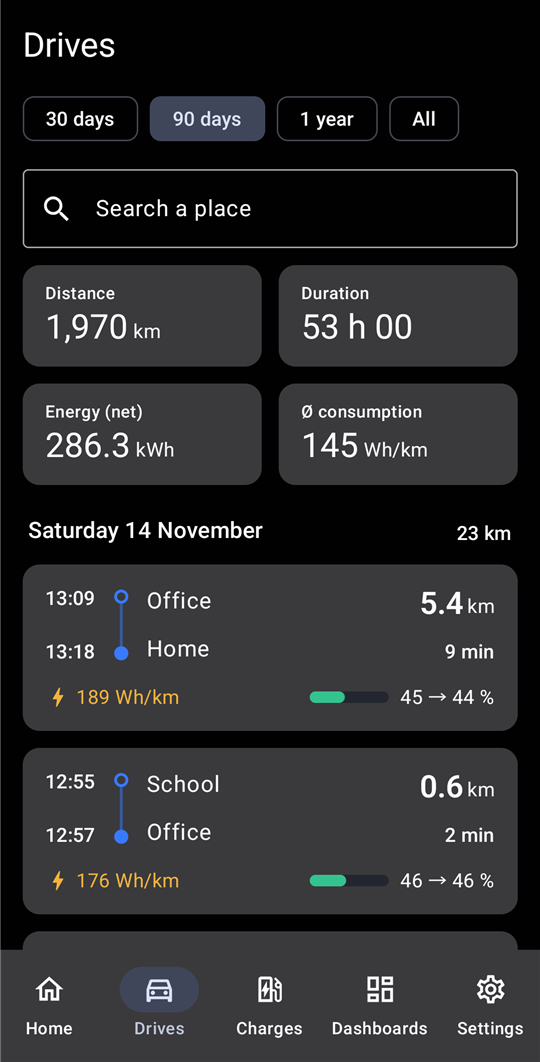 Drives
30 days 90 days 1 year All
Search a place
Distance Duration
1,970 km 53 h 00
Energy (net) Ø consumption
286.3 kWh 145 Wh/km
Saturday 14 November 23 km
13:09 Office 5.4 km
13:18 Home 9 min
189 Wh/km 45 → 44 %
12:55 School 0.6 km
12:57 Office 2 min
176 Wh/km 46 → 46 %
Home Drives Charges Dashboards Settings